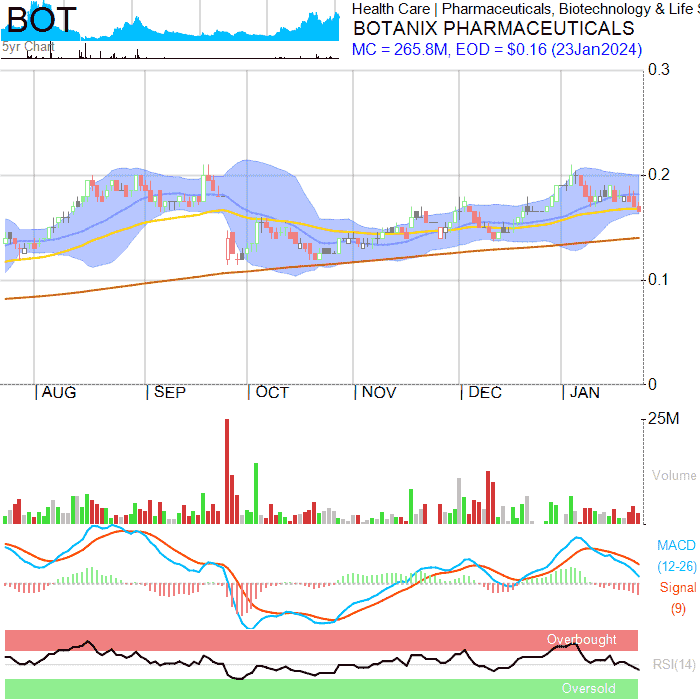 BOT
5yr Chart
Health Care | Pharmaceuticals, Biotechnology & Life S
BOTANIX PHARMACEUTICALS
MC = 265.8M, EOD = $0.16 (23Jan2024)
0.3
0.2
0.1
0
| AUG | SEP | OCT | NOV | DEC | JAN
25M
Volume
MACD
(12-26)
Signal
(9)
Overbought
RSI(14)
Oversold